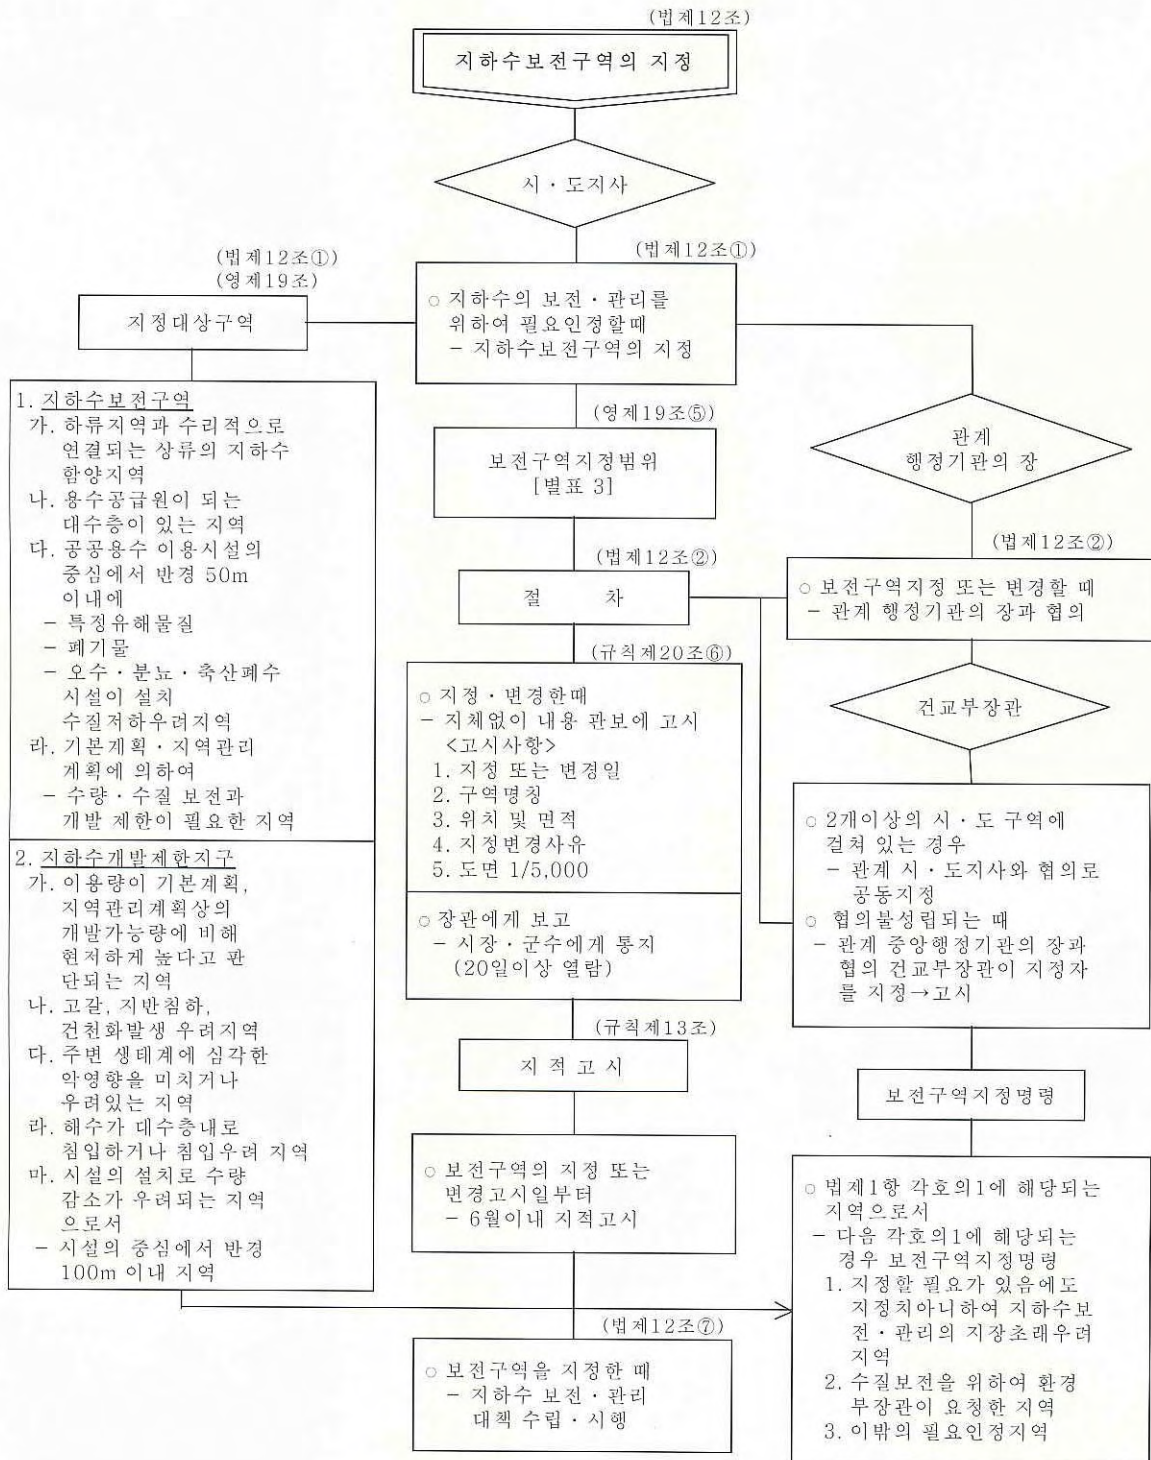 (법제12조)
지하수보전구역의 지정
시・도지사
(법제12조①)
(영제19조)
지정대상구역
(법제12조①)
○ 지하수의 보전・관리를
위하여 필요인정할때
- 지하수보전구역의 지정
1. 지하수보전구역
가. 하류지역과 수리적으로
연결되는 상류의 지하수
함양지역
나. 용수공급원이 되는
대수층이 있는 지역
다. 공공용수 이용시설의
중심에서 반경 50m
이내에
- 특정유해물질
- 폐기물
- 오수・분뇨・축산폐수
시설이 설치
수질저하우려지역
라. 기본계획・지역관리
계획에 의하여
- 수량・수질 보전과
개발 제한이 필요한 지역
2. 지하수개발제한지구
가. 이용량이 기본계획,
지역관리계획상의
개발가능량에 비해
현저하게 높다고 판
단되는 지역
나. 고갈, 지반침하,
건천화발생 우려지역
다. 주변 생태계에 심각한
악영향을 미치거나
우려있는 지역
라. 해수가 대수층내로
침입하거나 침입우려 지역
마. 시설의 설치로 수량
감소가 우려되는 지역
으로서
- 시설의 중심에서 반경
100m 이내 지역
(영제19조⑤)
보전구역지정범위
[별표 3]
(법제12조②)
절 차
(규칙제20조⑥)
○ 지정・변경한때
- 지체없이 내용 관보에 고시
<고시사항>
1. 지정 또는 변경일
2. 구역명칭
3. 위치 및 면적
4. 지정변경사유
5. 도면 1/5,000
○ 장관에게 보고
- 시장・군수에게 통지
(20일이상 열람)
(규칙제13조)
지적고시
○ 보전구역의 지정 또는
변경고시일부터
- 6월이내 지적고시
(법제12조⑦)
○ 보전구역을 지정한 때
- 지하수 보전・관리
대책 수립・시행
관계
행정기관의 장
(법제12조②)
○ 보전구역지정 또는 변경할 때
- 관계 행정기관의 장과 협의
건교부장관
○ 2개이상의 시・도 구역에
걸쳐 있는 경우
- 관계 시・도지사와 협의로
공동지정
○ 협의불성립되는 때
- 관계 중앙행정기관의 장과
협의 건교부장관이 지정자
를 지정→고시
보전구역지정명령
○ 법제1항 각호의1에 해당되는
지역으로서
- 다음 각호의1에 해당되는
경우 보전구역지정명령
1. 지정할 필요가 있음에도
지정치아니하여 지하수보
전・관리의 지장초래우려
지역
2. 수질보전을 위하여 환경
부장관이 요청한 지역
3. 이밖의 필요인정지역